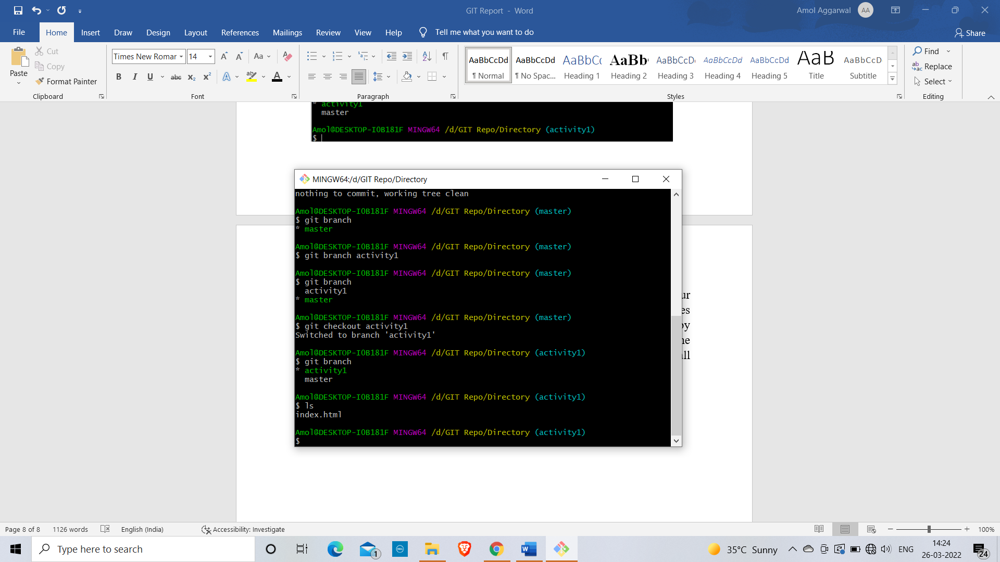 GIT Report - Word
Amol Aggarwal AA
File Home Insert Draw Design Layout References Mailings Review View Help Tell me what you want to do Share
Paste
Cut
Copy
Format Painter
Clipboard
Times New Romar 14
Font
Paragraph
AaBbCcDd AaBbCcDd AaBbCc AaBb AaBbCcD AaBbCcDd AaBbCcDd AaB AaBbCcD
¶ Normal ¶ No Spac... Heading 1 Heading 2 Heading 3 Heading 4 Heading 5 Title Subtitle
Styles
Find
Replace
Select
Editing
* activity1
master
Amol@DESKTOP-IOB181F MINGW64 /d/GIT Repo/Directory (activity1)
$
MINGW64:/d/GIT Repo/Directory
nothing to commit, working tree clean
Amol@DESKTOP-IOB181F MINGW64 /d/GIT Repo/Directory (master)
$ git branch
* master
Amol@DESKTOP-IOB181F MINGW64 /d/GIT Repo/Directory (master)
$ git branch activity1
Amol@DESKTOP-IOB181F MINGW64 /d/GIT Repo/Directory (master)
$ git branch
activity1
* master
Amol@DESKTOP-IOB181F MINGW64 /d/GIT Repo/Directory (master)
$ git checkout activity1
Switched to branch 'activity1'
Amol@DESKTOP-IOB181F MINGW64 /d/GIT Repo/Directory (activity1)
$ git branch
* activity1
master
Amol@DESKTOP-IOB181F MINGW64 /d/GIT Repo/Directory (activity1)
$ ls
index.html
Amol@DESKTOP-IOB181F MINGW64 /d/GIT Repo/Directory (activity1)
$
Page 8 of 8 1126 words English (India) Accessibility: Investigate 100%
Type here to search
35°C Sunny ENG
14:24
26-03-2022
24